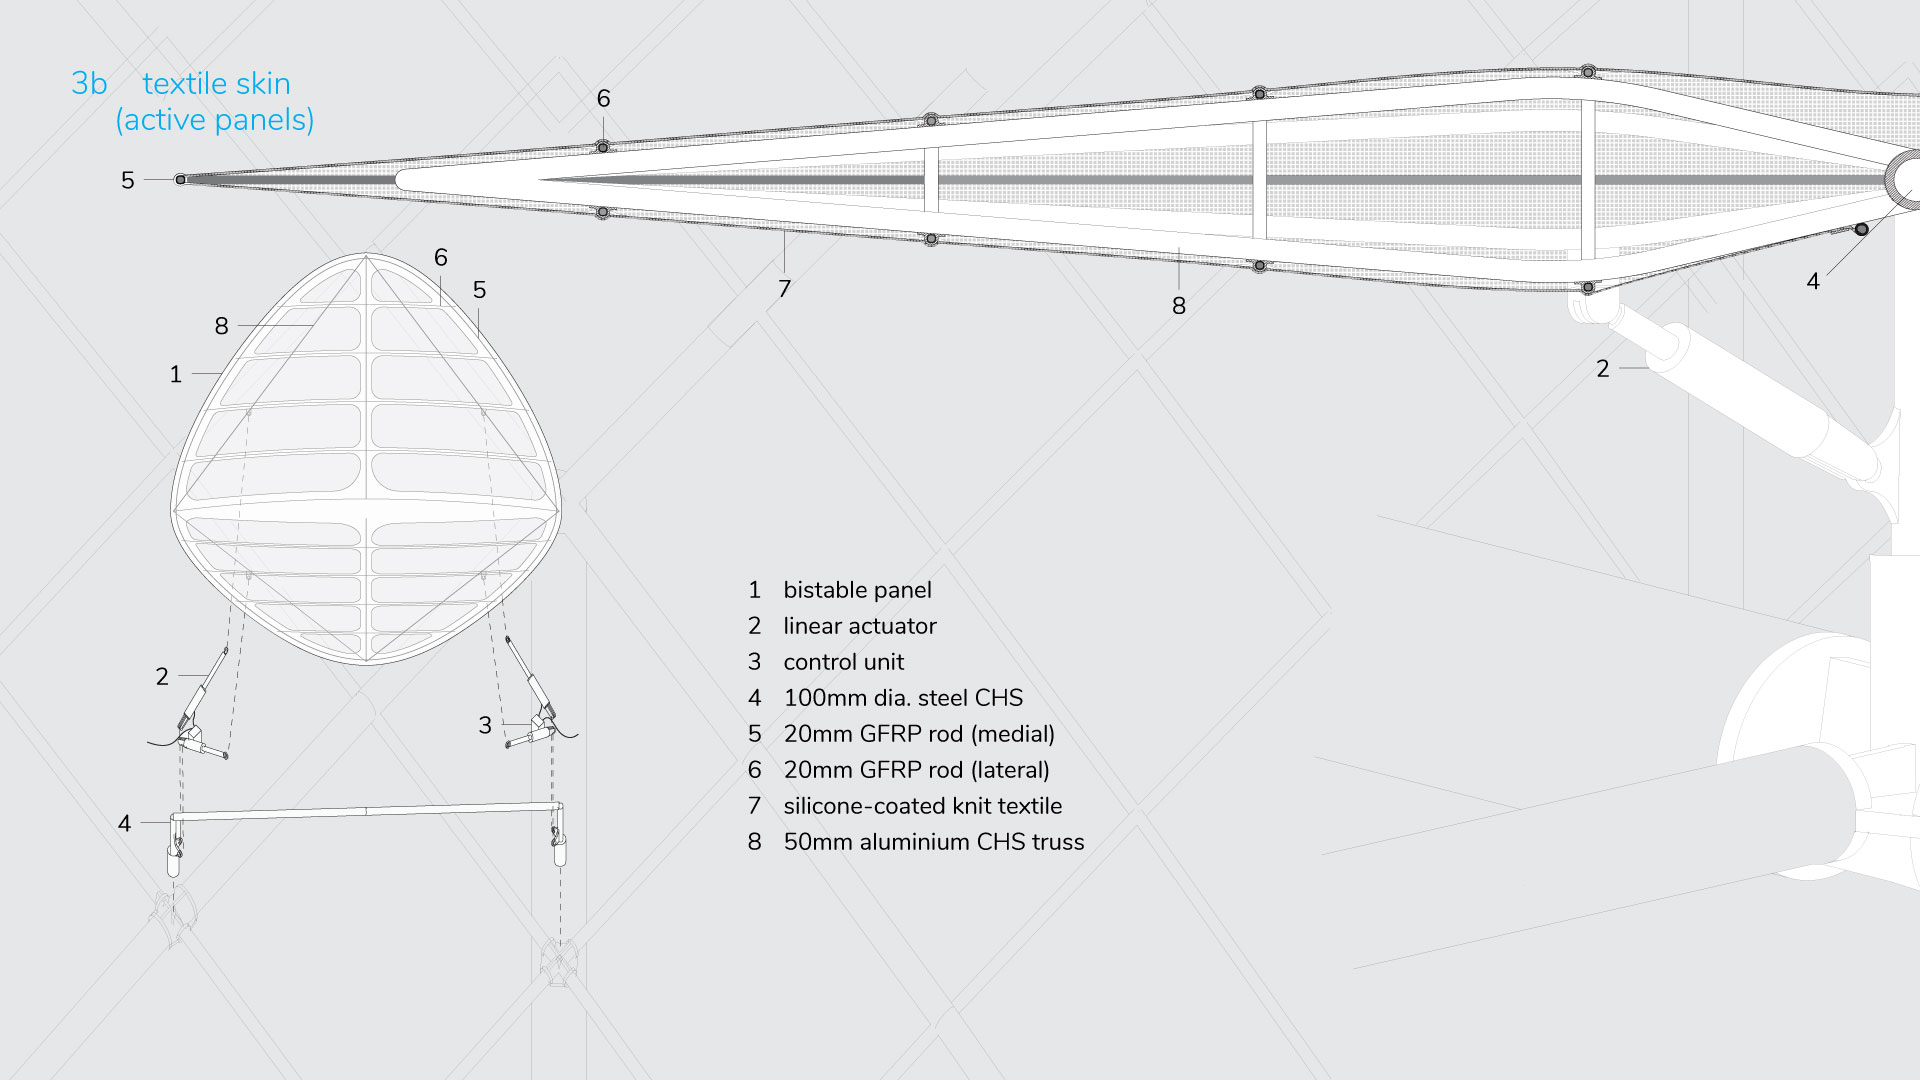 3b textile skin
(active panels)
6
5
7
8
4
2
6
5
8
1
2
3
4
1 bistable panel
2 linear actuator
3 control unit
4 100mm dia. steel CHS
5 20mm GFRP rod (medial)
6 20mm GFRP rod (lateral)
7 silicone-coated knit textile
8 50mm aluminium CHS truss